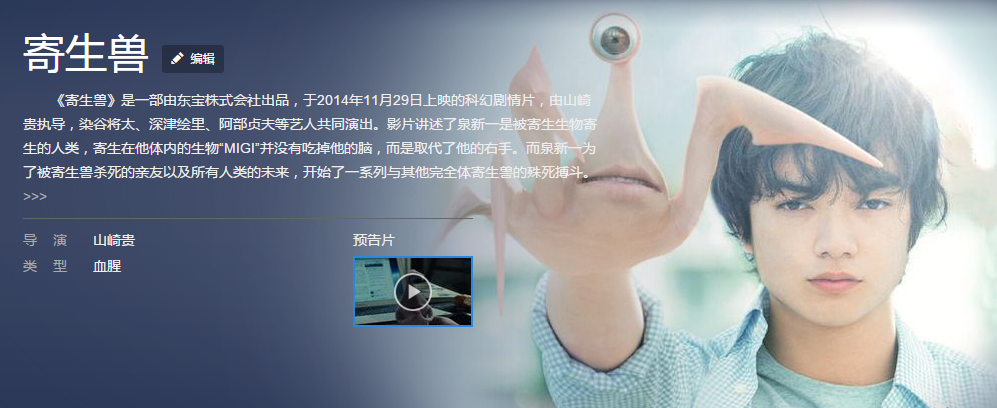 寄生兽 编辑
《寄生兽》是一部由东宝株式会社出品，于2014年11月29日上映的科幻剧情片，由山崎
贵执导，染谷将太、深津绘里、阿部贞夫等艺人共同演出。影片讲述了泉新一是被寄生生物寄
生的人类，寄生在他体内的生物"MIGI"并没有吃掉他的脑，而是取代了他的右手。而泉新一为
了被寄生兽杀死的亲友以及所有人类的未来，开始了一系列与其他完全体寄生兽的殊死搏斗。
>>>
导 演 山崎贵
类 型 血腥
预告片